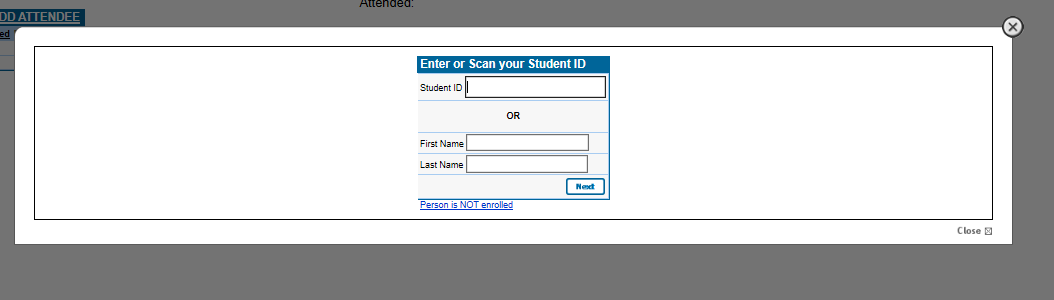 Attended:
DD ATTENDEE
ed
Enter or Scan your Student ID
Student ID
OR
First Name
Last Name
Next
Person is NOT enrolled
Close